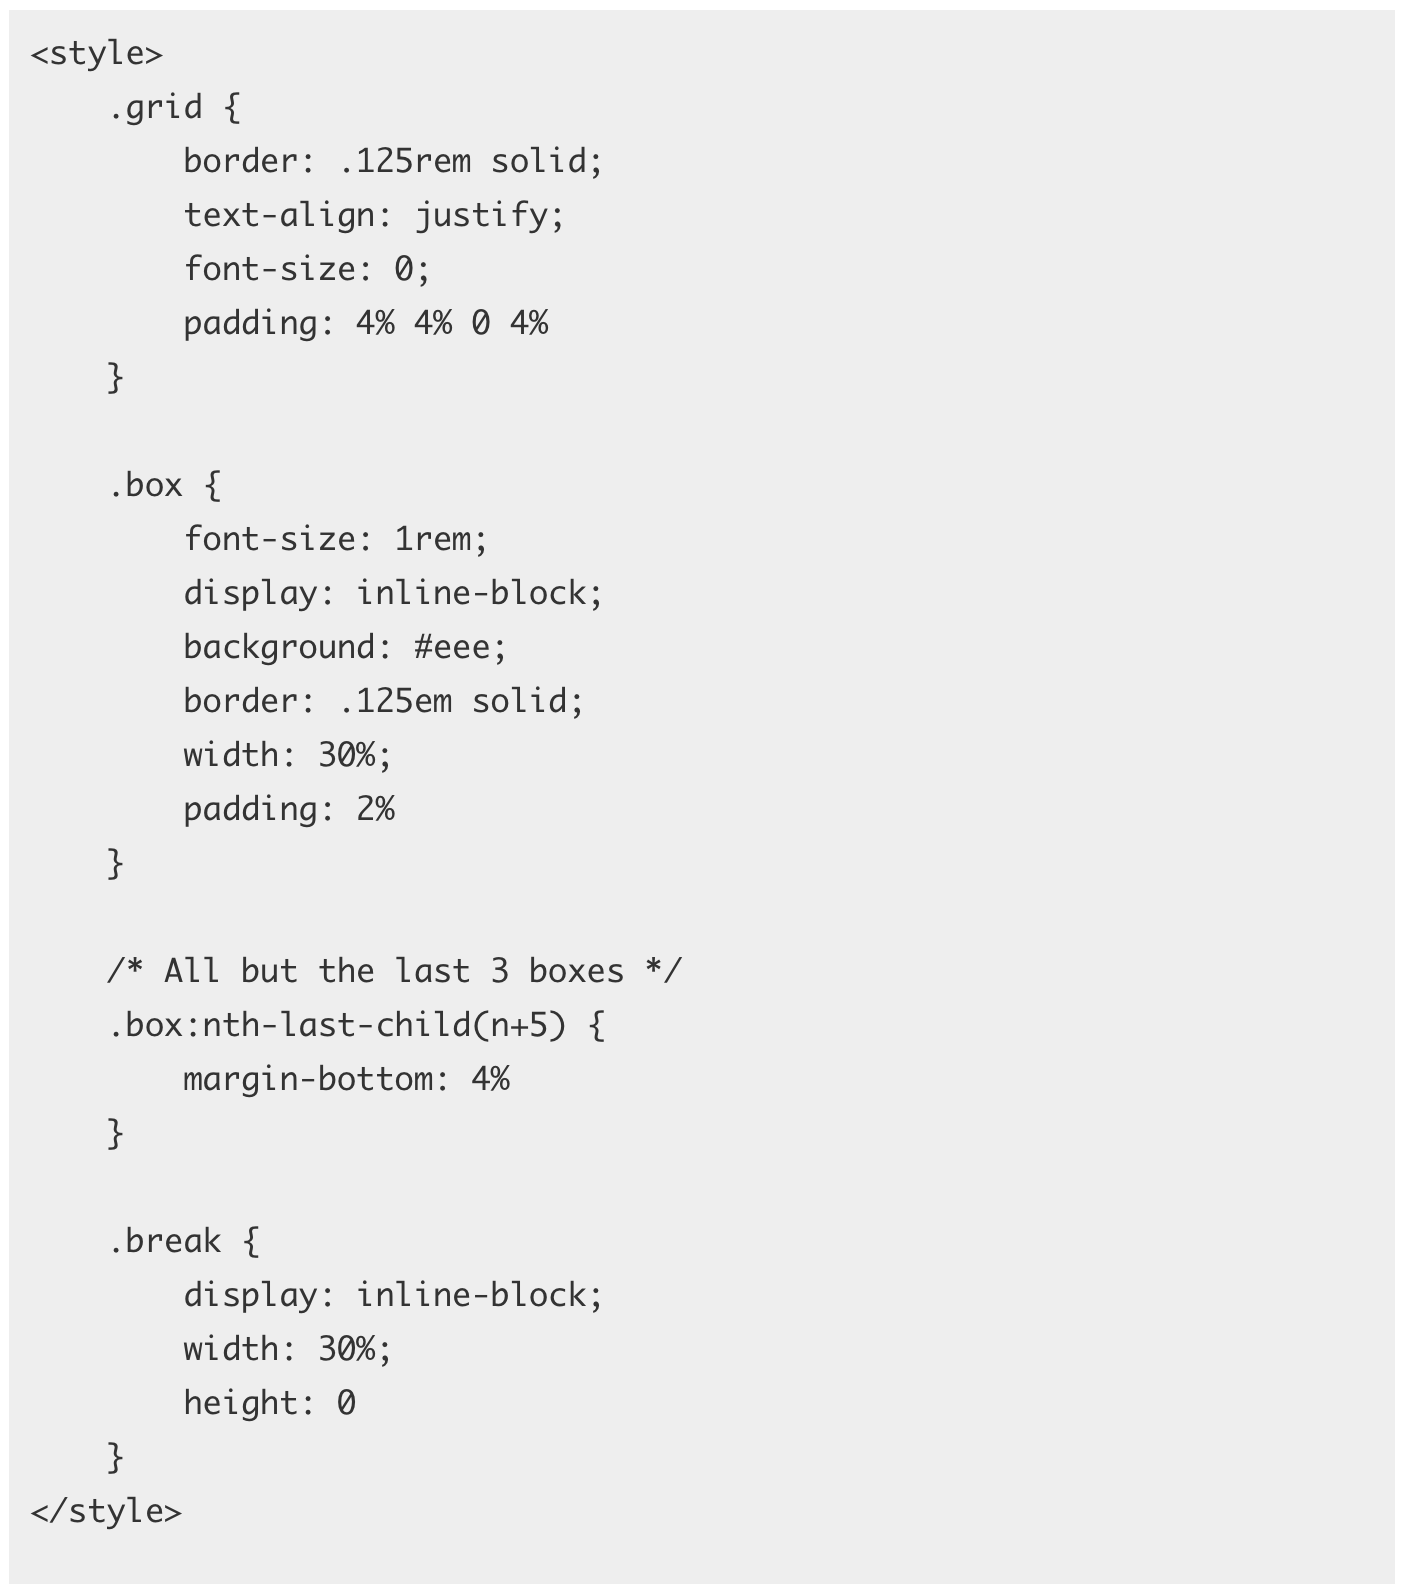 <style>
    .grid {
        border: .125rem solid;
        text-align: justify;
        font-size: 0;
        padding: 4% 4% 0 4%
    }

    .box {
        font-size: 1rem;
        display: inline-block;
        background: #eee;
        border: .125em solid;
        width: 30%;
        padding: 2%
    }

    /* All but the last 3 boxes */
    .box:nth-last-child(n+5) {
        margin-bottom: 4%
    }

    .break {
        display: inline-block;
        width: 30%;
        height: 0
    }
</style>